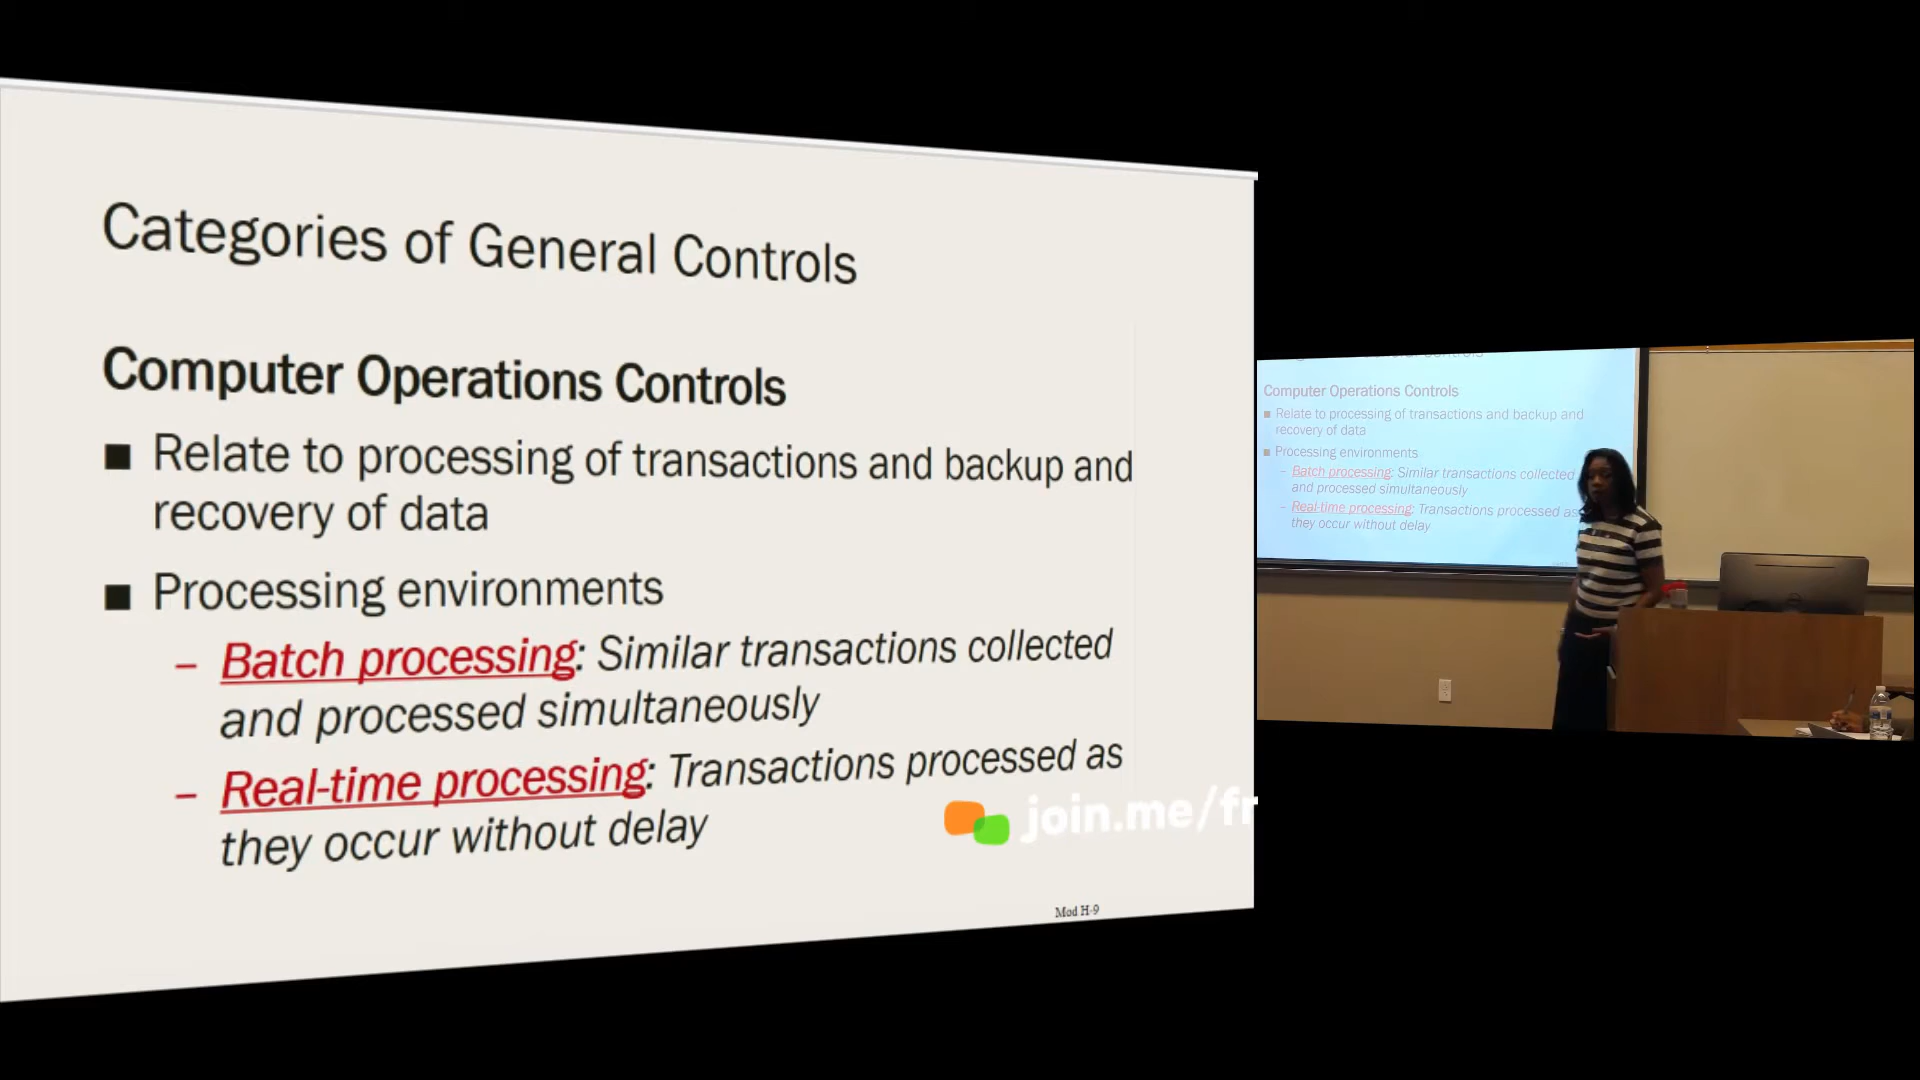 Categories of General Controls
Computer Operations Controls
■ Relate to processing of transactions and backup and
recovery of data
■ Processing environments
– Batch processing: Similar transactions collected
and processed simultaneously
– Real-time processing: Transactions processed as
they occur without delay
join.me/fr
Mod H-9
Computer Operations Controls
■ Relate to processing of transactions and backup and
recovery of data
■ Processing environments
– Batch processing: Similar transactions collected
and processed simultaneously
– Real-time processing: Transactions processed as
they occur without delay